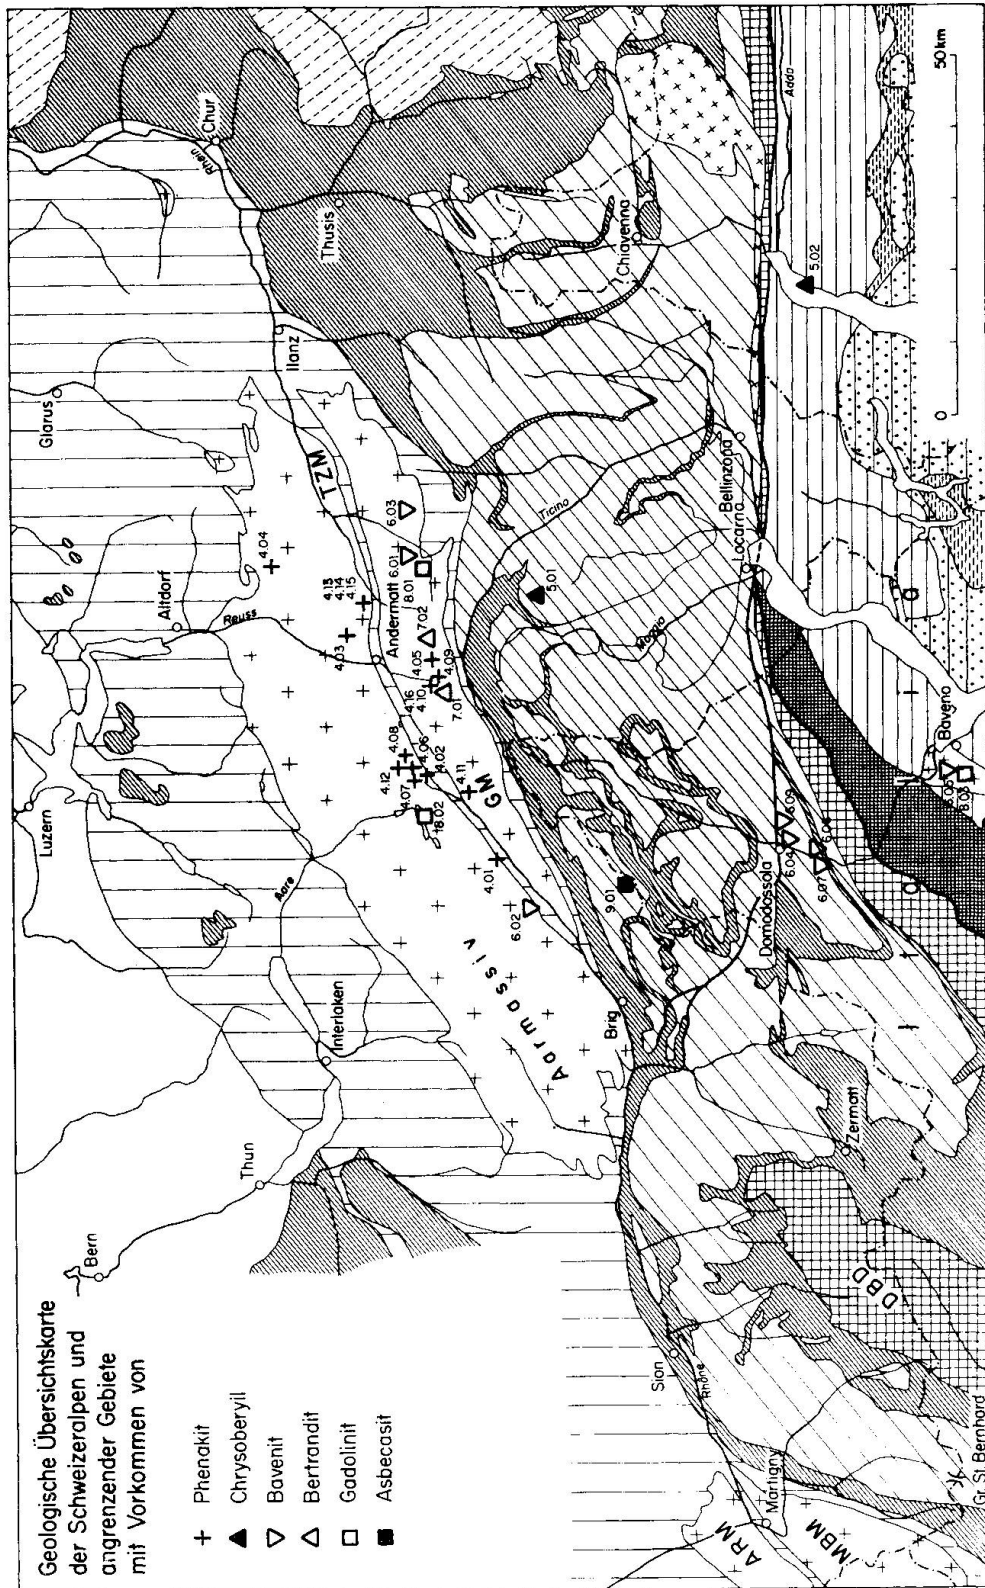 Geologische Übersichtskarte
der Schweizeralpen und
angrenzender Gebiete
mit Vorkommen von
Phenakit
Chrysoberyll
Bavenit
Bertrandit
Gadolinit
Asbecasit
Bern
Thun
Interlaken
Luzern
Altdorf
Glarus
Chur
Rhein
Thusis
Ilanz
Reuss
Aare
Andermatt
TZM
GM
Aarmassiv
Brig
Sion
Rhône
Martigny
ARM
MBM
DBD
Gr. St. Bernhard
Zermatt
Domodossola
Maggia
Ticino
Locarno
Bellinzona
Chiavenna
Adda
Baveno
4.04
4.13
4.14
4.15
4.03
6.03
6.01
8.01
7.02
4.05
4.09
4.16
4.10
7.01
4.08
4.06
4.02
4.12
4.07
8.02
4.11
4.01
6.02
9.01
5.01
5.02
6.09
6.04
6.07
8.03
0
50 km